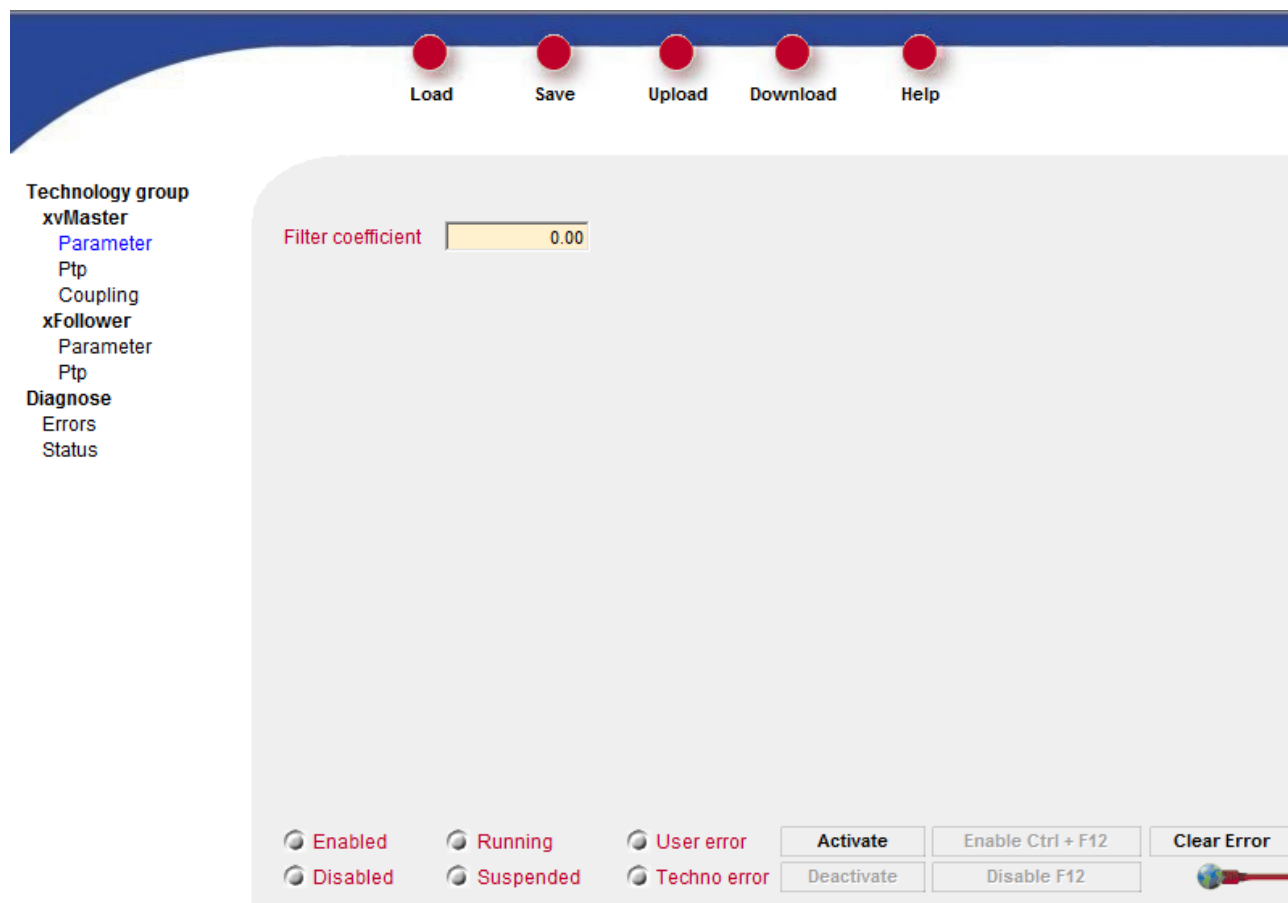 Load Save Upload Download Help
Technology group
xvMaster
Parameter
Ptp
Coupling
xFollower
Parameter
Ptp
Diagnose
Errors
Status
Filter coefficient 0.00
Enabled Running User error Activate Enable Ctrl + F12 Clear Error
Disabled Suspended Techno error Deactivate Disable F12